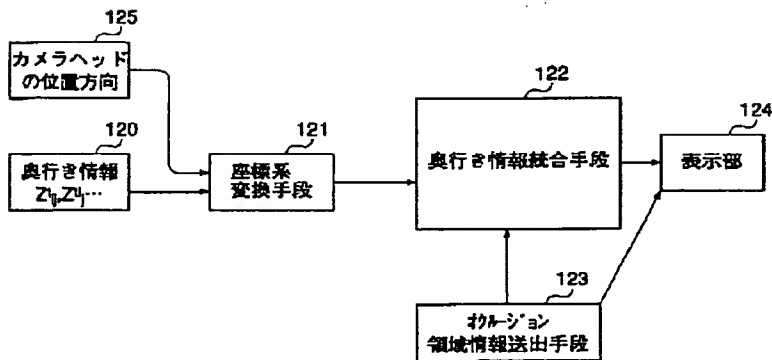 125
カメラヘッド
の位置方向
120
奥行き情報
121
座標系
変換手段
122
奥行き情報統合手段
124
表示部
123
オクルージョン
領域情報送出手段